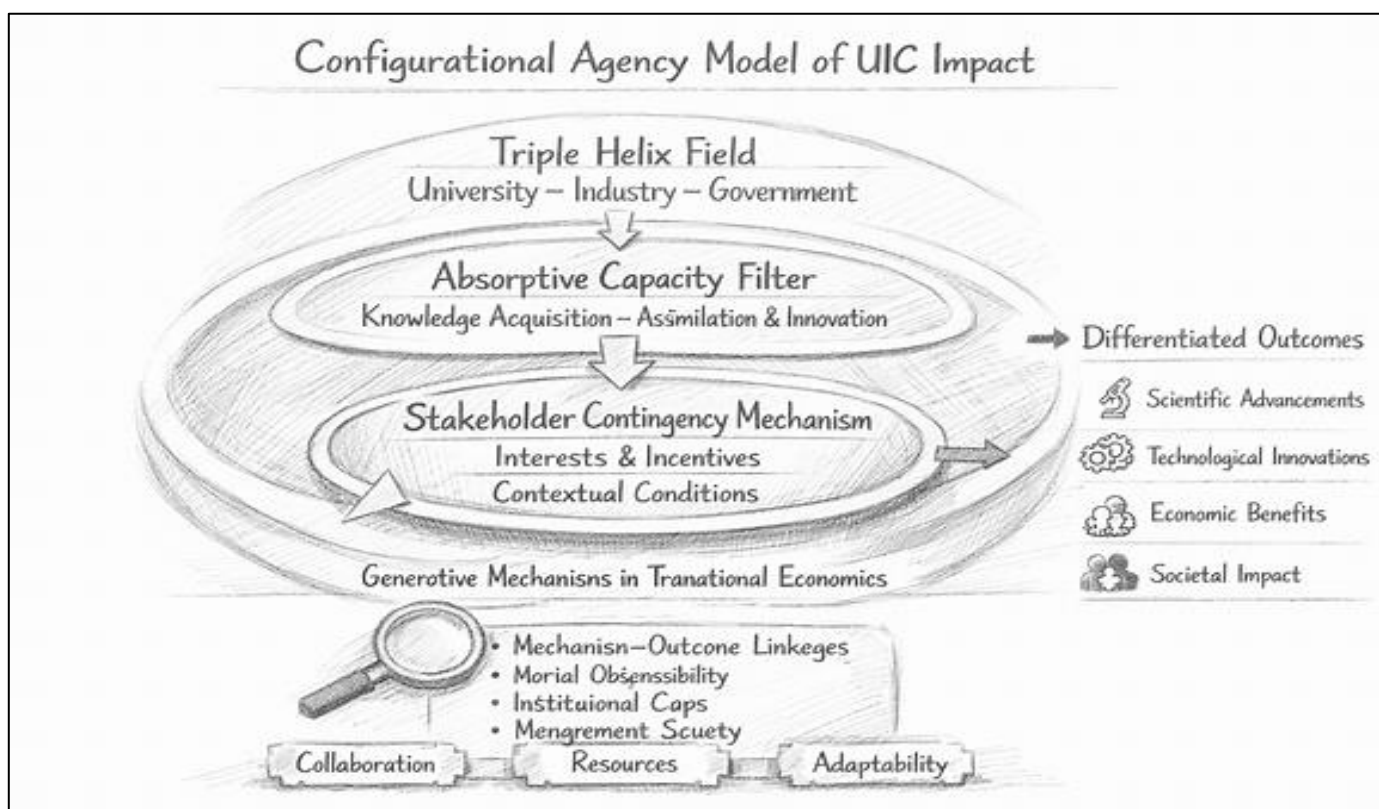 Configurational Agency Model of UIC Impact
Triple Helix Field
University – Industry – Government
Absorptive Capacity Filter
Knowledge Acquisition – Assimilation & Innovation
Stakeholder Contingency Mechanism
Interests & Incentives
Contextual Conditions
Generotive Mechanisns in Tranational Economics
Differentiated Outcomes
Scientific Advancements
Technological Innovations
Economic Benefits
Societal Impact
• Mechanisn–Outcone Linkeges
• Morial Obsenssibility
• Instituional Caps
• Mengrement Scuety
Collaboration
Resources
Adaptability